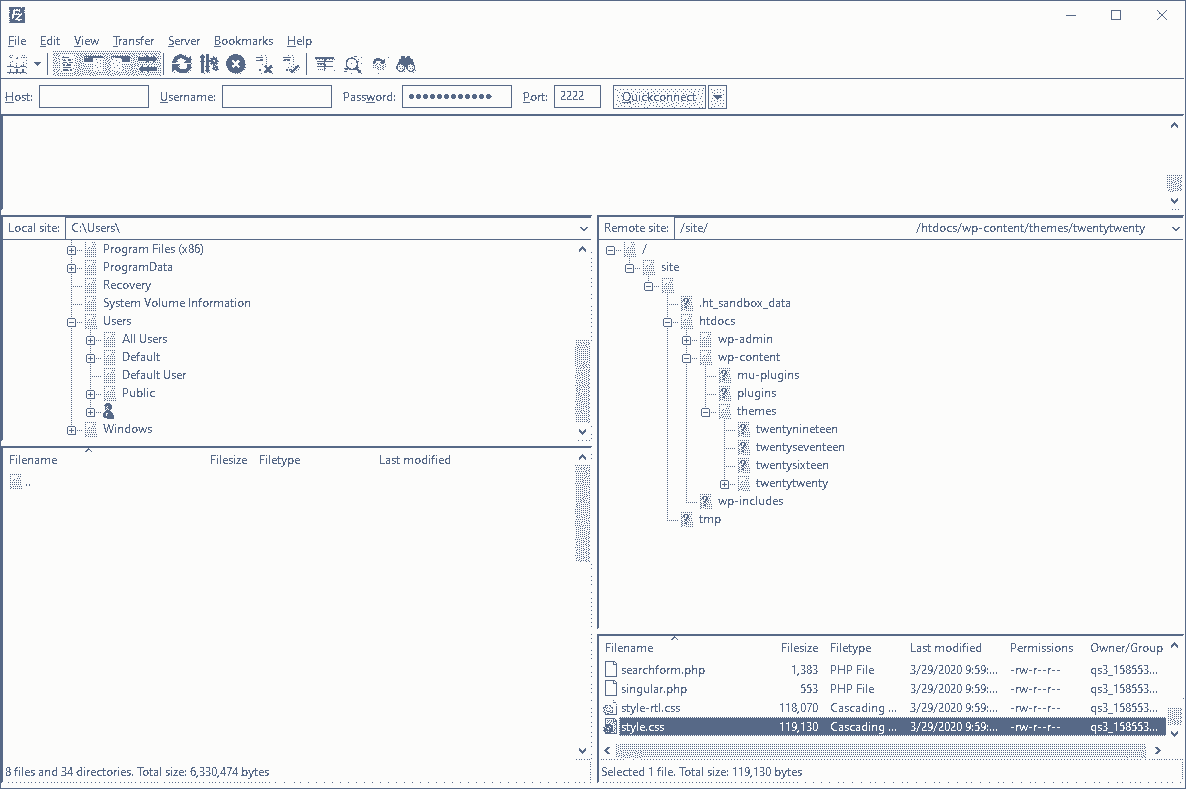 Fz
File Edit View Transfer Server Bookmarks Help
Host: Username: Password: ●●●●●●●●●●●● Port: 2222 Quickconnect
Local site: C:\Users\
Program Files (x86)
ProgramData
Recovery
System Volume Information
Users
All Users
Default
Default User
Public
Windows
Filename Filesize Filetype Last modified
..
8 files and 34 directories. Total size: 6,330,474 bytes
Remote site: /site/ /htdocs/wp-content/themes/twentytwenty
/
site
.ht_sandbox_data
htdocs
wp-admin
wp-content
mu-plugins
plugins
themes
twentynineteen
twentyseventeen
twentysixteen
twentytwenty
wp-includes
tmp
Filename Filesize Filetype Last modified Permissions Owner/Group
searchform.php 1,383 PHP File 3/29/2020 9:59:... -rw-r--r-- qs3_158553...
singular.php 553 PHP File 3/29/2020 9:59:... -rw-r--r-- qs3_158553...
style-rtl.css 118,070 Cascading ... 3/29/2020 9:59:... -rw-r--r-- qs3_158553...
style.css 119,130 Cascading ... 3/29/2020 9:59:... -rw-r--r-- qs3_158553...
Selected 1 file. Total size: 119,130 bytes